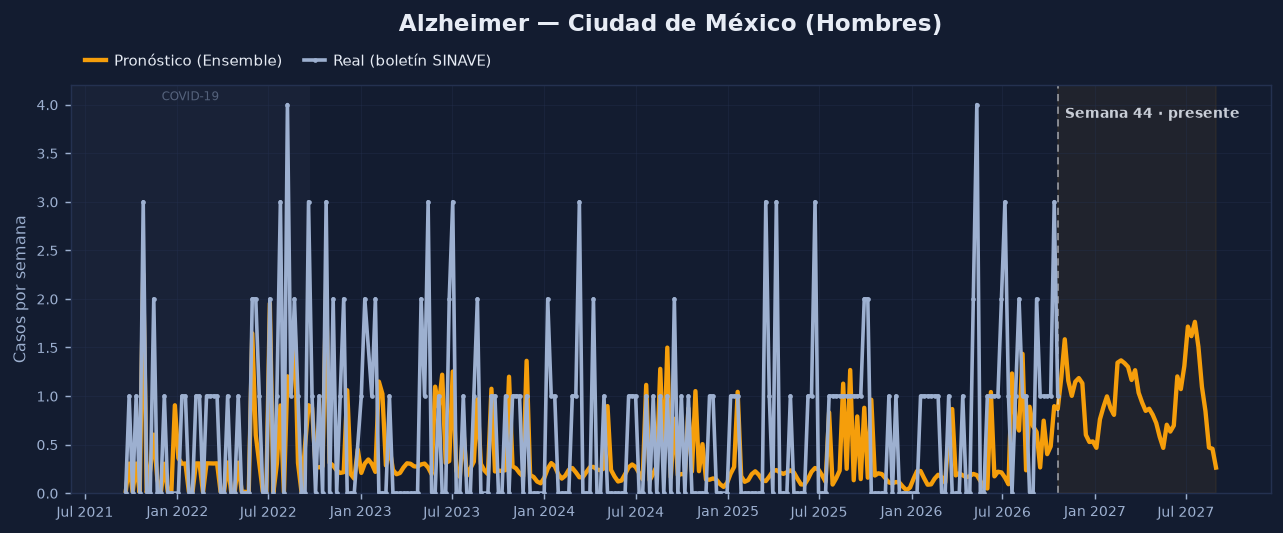 Alzheimer — Ciudad de México (Hombres)
Pronóstico (Ensemble)
Real (boletín SINAVE)
COVID-19
Semana 44 · presente
Casos por semana
4.0
3.5
3.0
2.5
2.0
1.5
1.0
0.5
0.0
Jul 2021
Jan 2022
Jul 2022
Jan 2023
Jul 2023
Jan 2024
Jul 2024
Jan 2025
Jul 2025
Jan 2026
Jul 2026
Jan 2027
Jul 2027